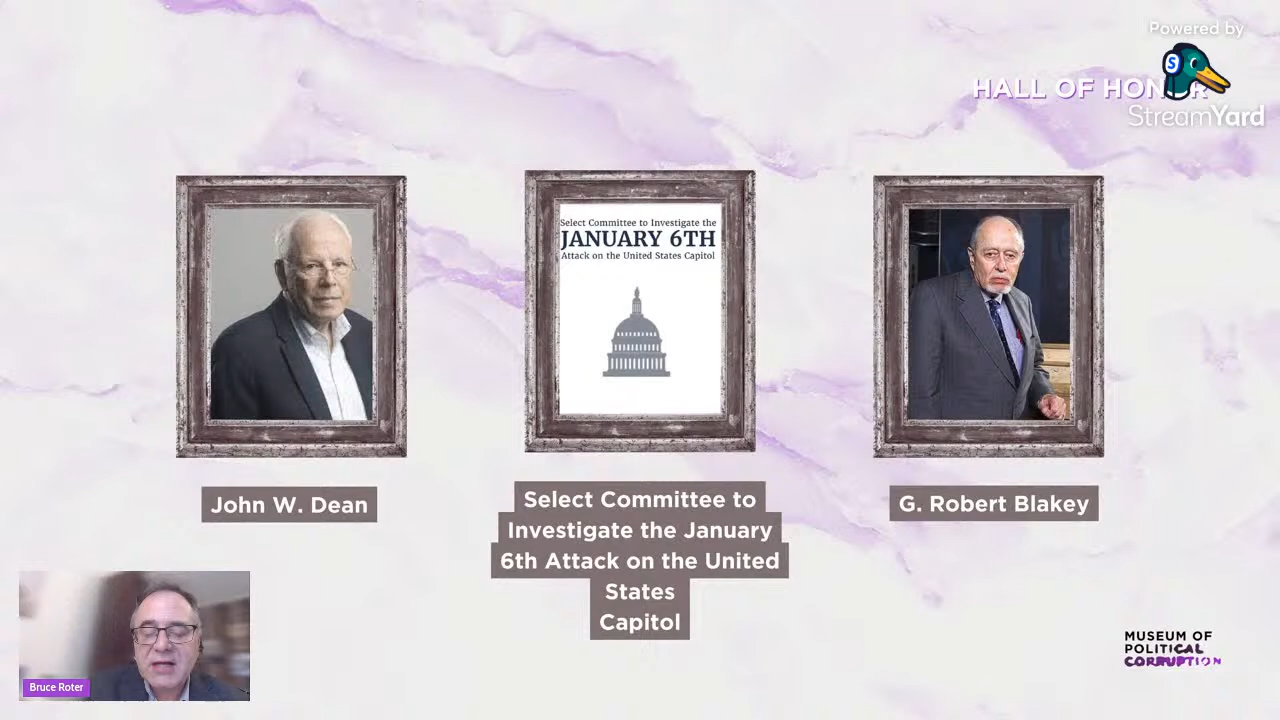 Powered by
S
StreamYard
HALL OF HONOR
Select Committee to Investigate the
JANUARY 6TH
Attack on the United States Capitol
John W. Dean
Select Committee to
Investigate the January
6th Attack on the United
States
Capitol
G. Robert Blakey
Bruce Roter
MUSEUM OF
POLITICAL
CORRUPTION